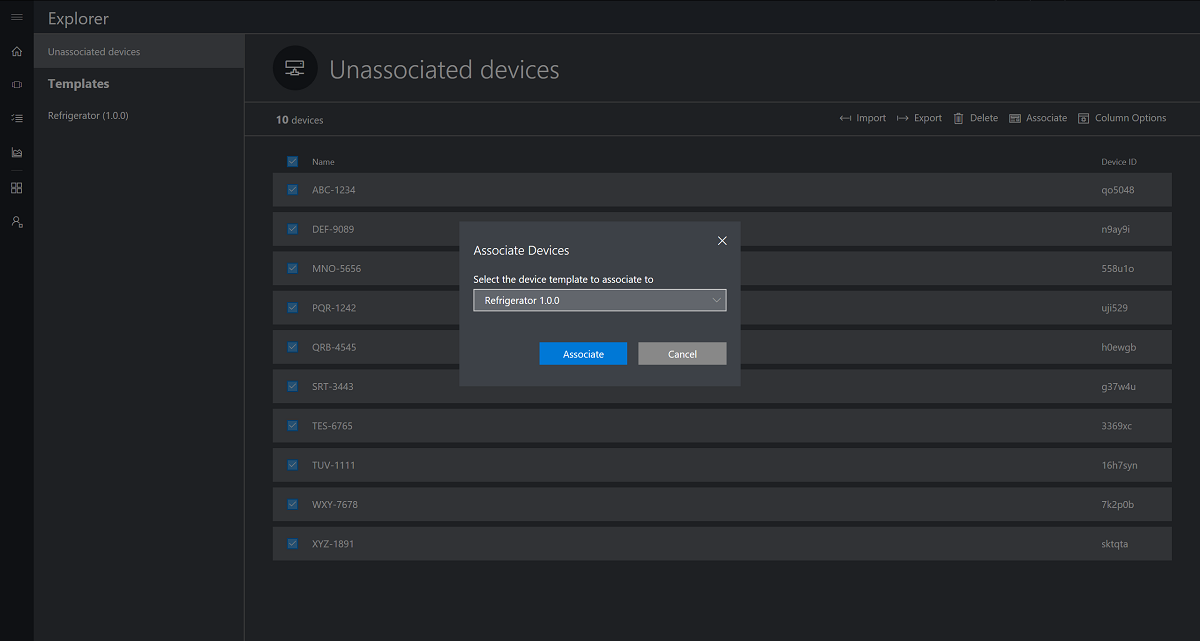 Explorer
Unassociated devices
Templates
Refrigerator (1.0.0)
Unassociated devices
10 devices
Import Export Delete Associate Column Options
Name Device ID
ABC-1234 qo5048
DEF-9089 n9ay9i
MNO-5656 558u1o
PQR-1242 uji529
QRB-4545 h0ewgb
SRT-3443 g37w4u
TES-6765 3369xc
TUV-1111 16h7syn
WXY-7678 7k2p0b
XYZ-1891 sktqta
Associate Devices
Select the device template to associate to
Refrigerator 1.0.0
Associate Cancel